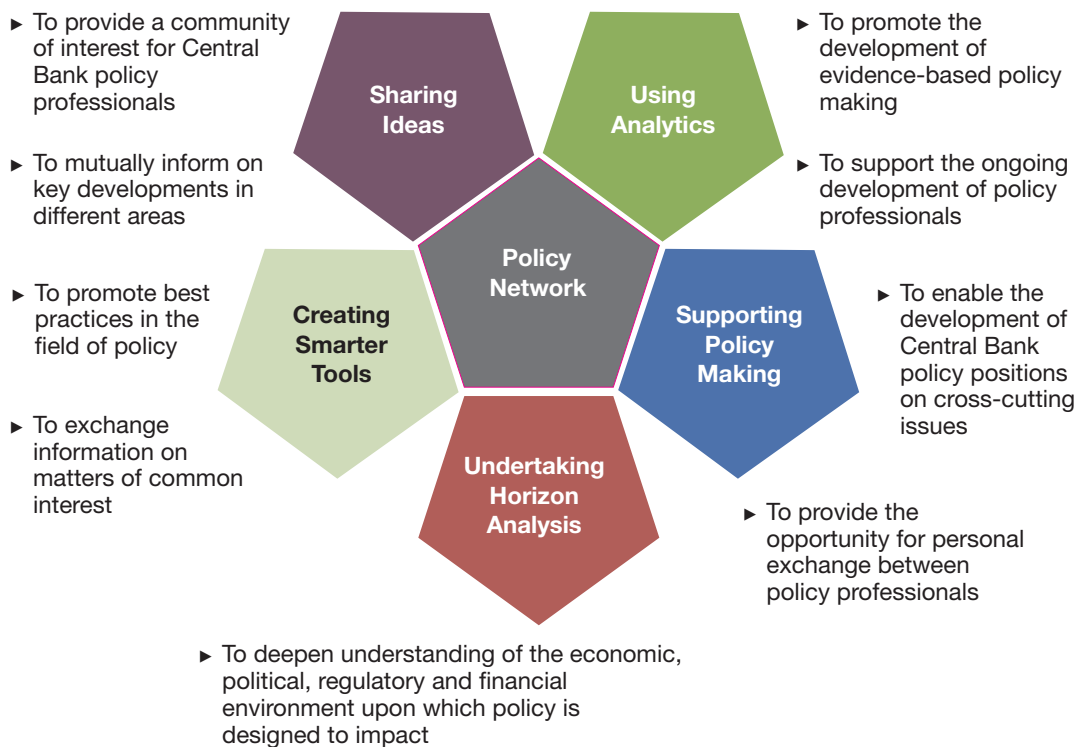 ► To provide a community
of interest for Central
Bank policy
professionals
► To mutually inform on
key developments in
different areas
► To promote best
practices in the
field of policy
► To exchange
information on
matters of common
interest
Sharing
Ideas
Using
Analytics
Policy
Network
Creating
Smarter
Tools
Supporting
Policy
Making
Undertaking
Horizon
Analysis
► To promote the
development of
evidence-based policy
making
► To support the ongoing
development of policy
professionals
► To enable the
development of
Central Bank
policy positions
on cross-cutting
issues
► To provide the
opportunity for personal
exchange between
policy professionals
► To deepen understanding of the economic,
political, regulatory and financial
environment upon which policy is
designed to impact